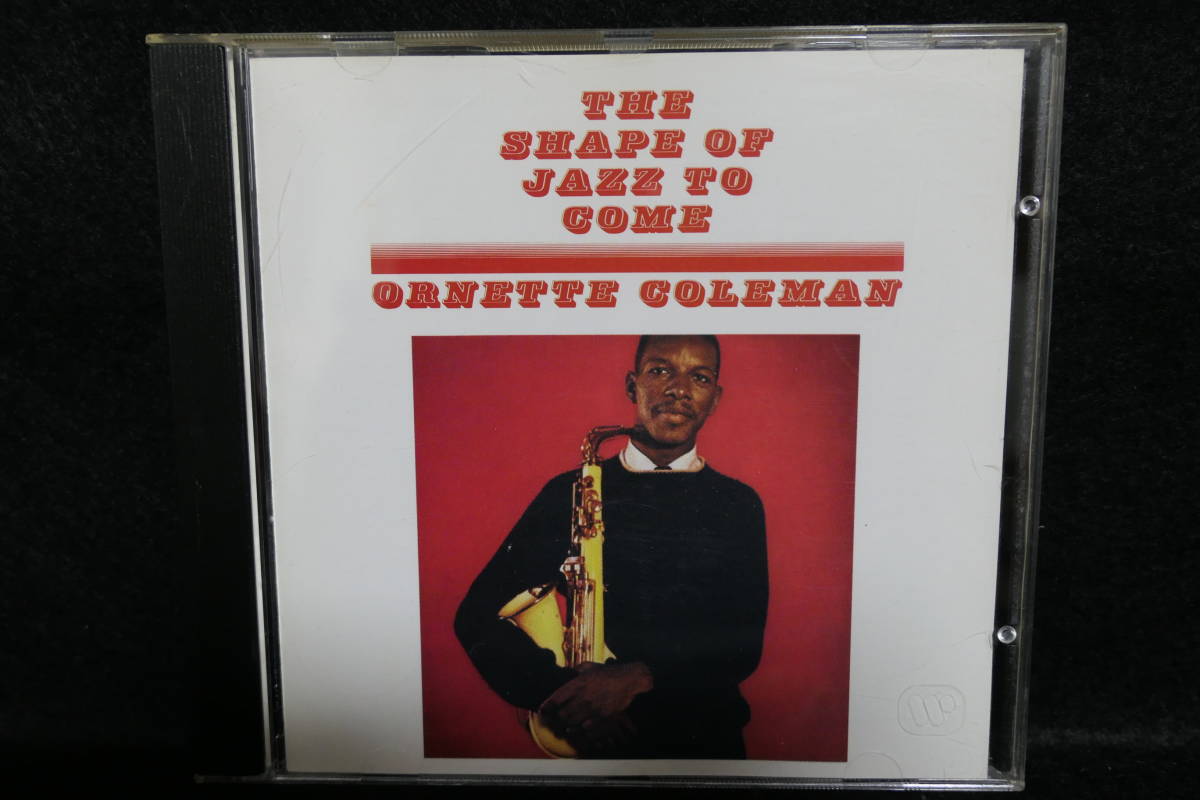 THE
SHAPE OF
JAZZ TO
COME
ORNETTE COLEMAN